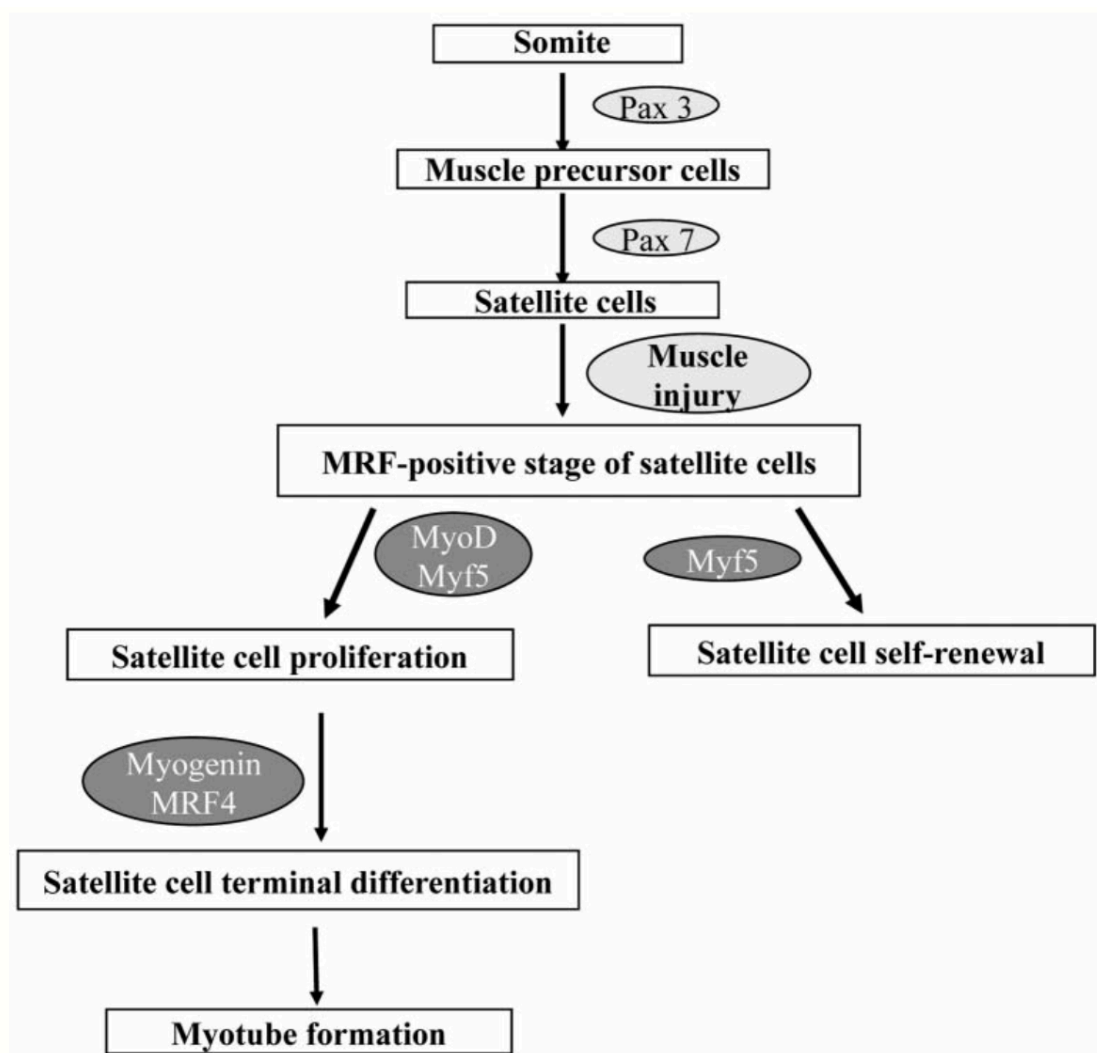 Somite
Pax 3
Muscle precursor cells
Pax 7
Satellite cells
Muscle
injury
MRF-positive stage of satellite cells
MyoD
Myf5
Myf5
Satellite cell proliferation
Satellite cell self-renewal
Myogenin
MRF4
Satellite cell terminal differentiation
Myotube formation